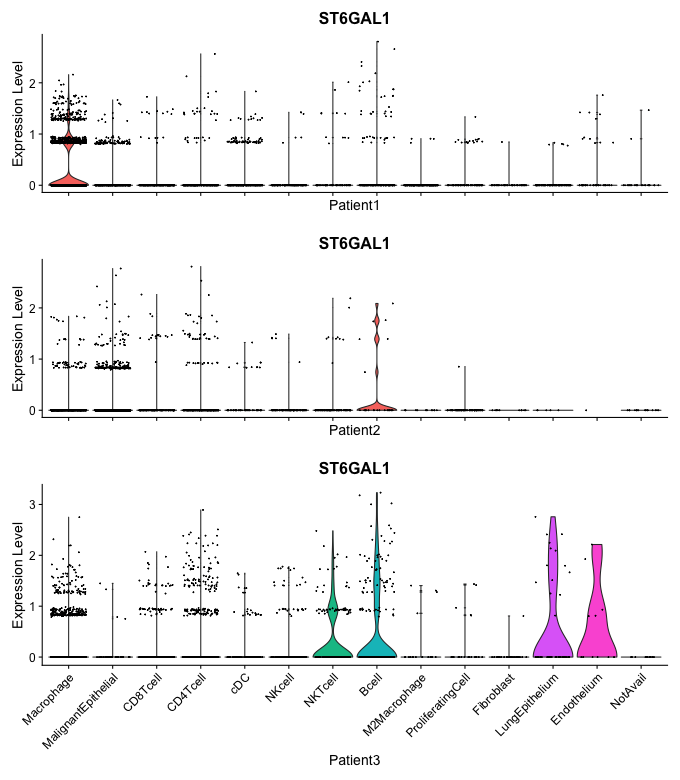 ST6GAL1
Expression Level
2
1
0
Patient1
ST6GAL1
Expression Level
2
1
0
Patient2
ST6GAL1
Expression Level
3
2
1
0
Macrophage
MalignantEpithelial
CD8Tcell
CD4Tcell
cDC
NKcell
NKTcell
Bcell
M2Macrophage
ProliferatingCell
Fibroblast
LungEpithelium
Endothelium
NotAvail
Patient3